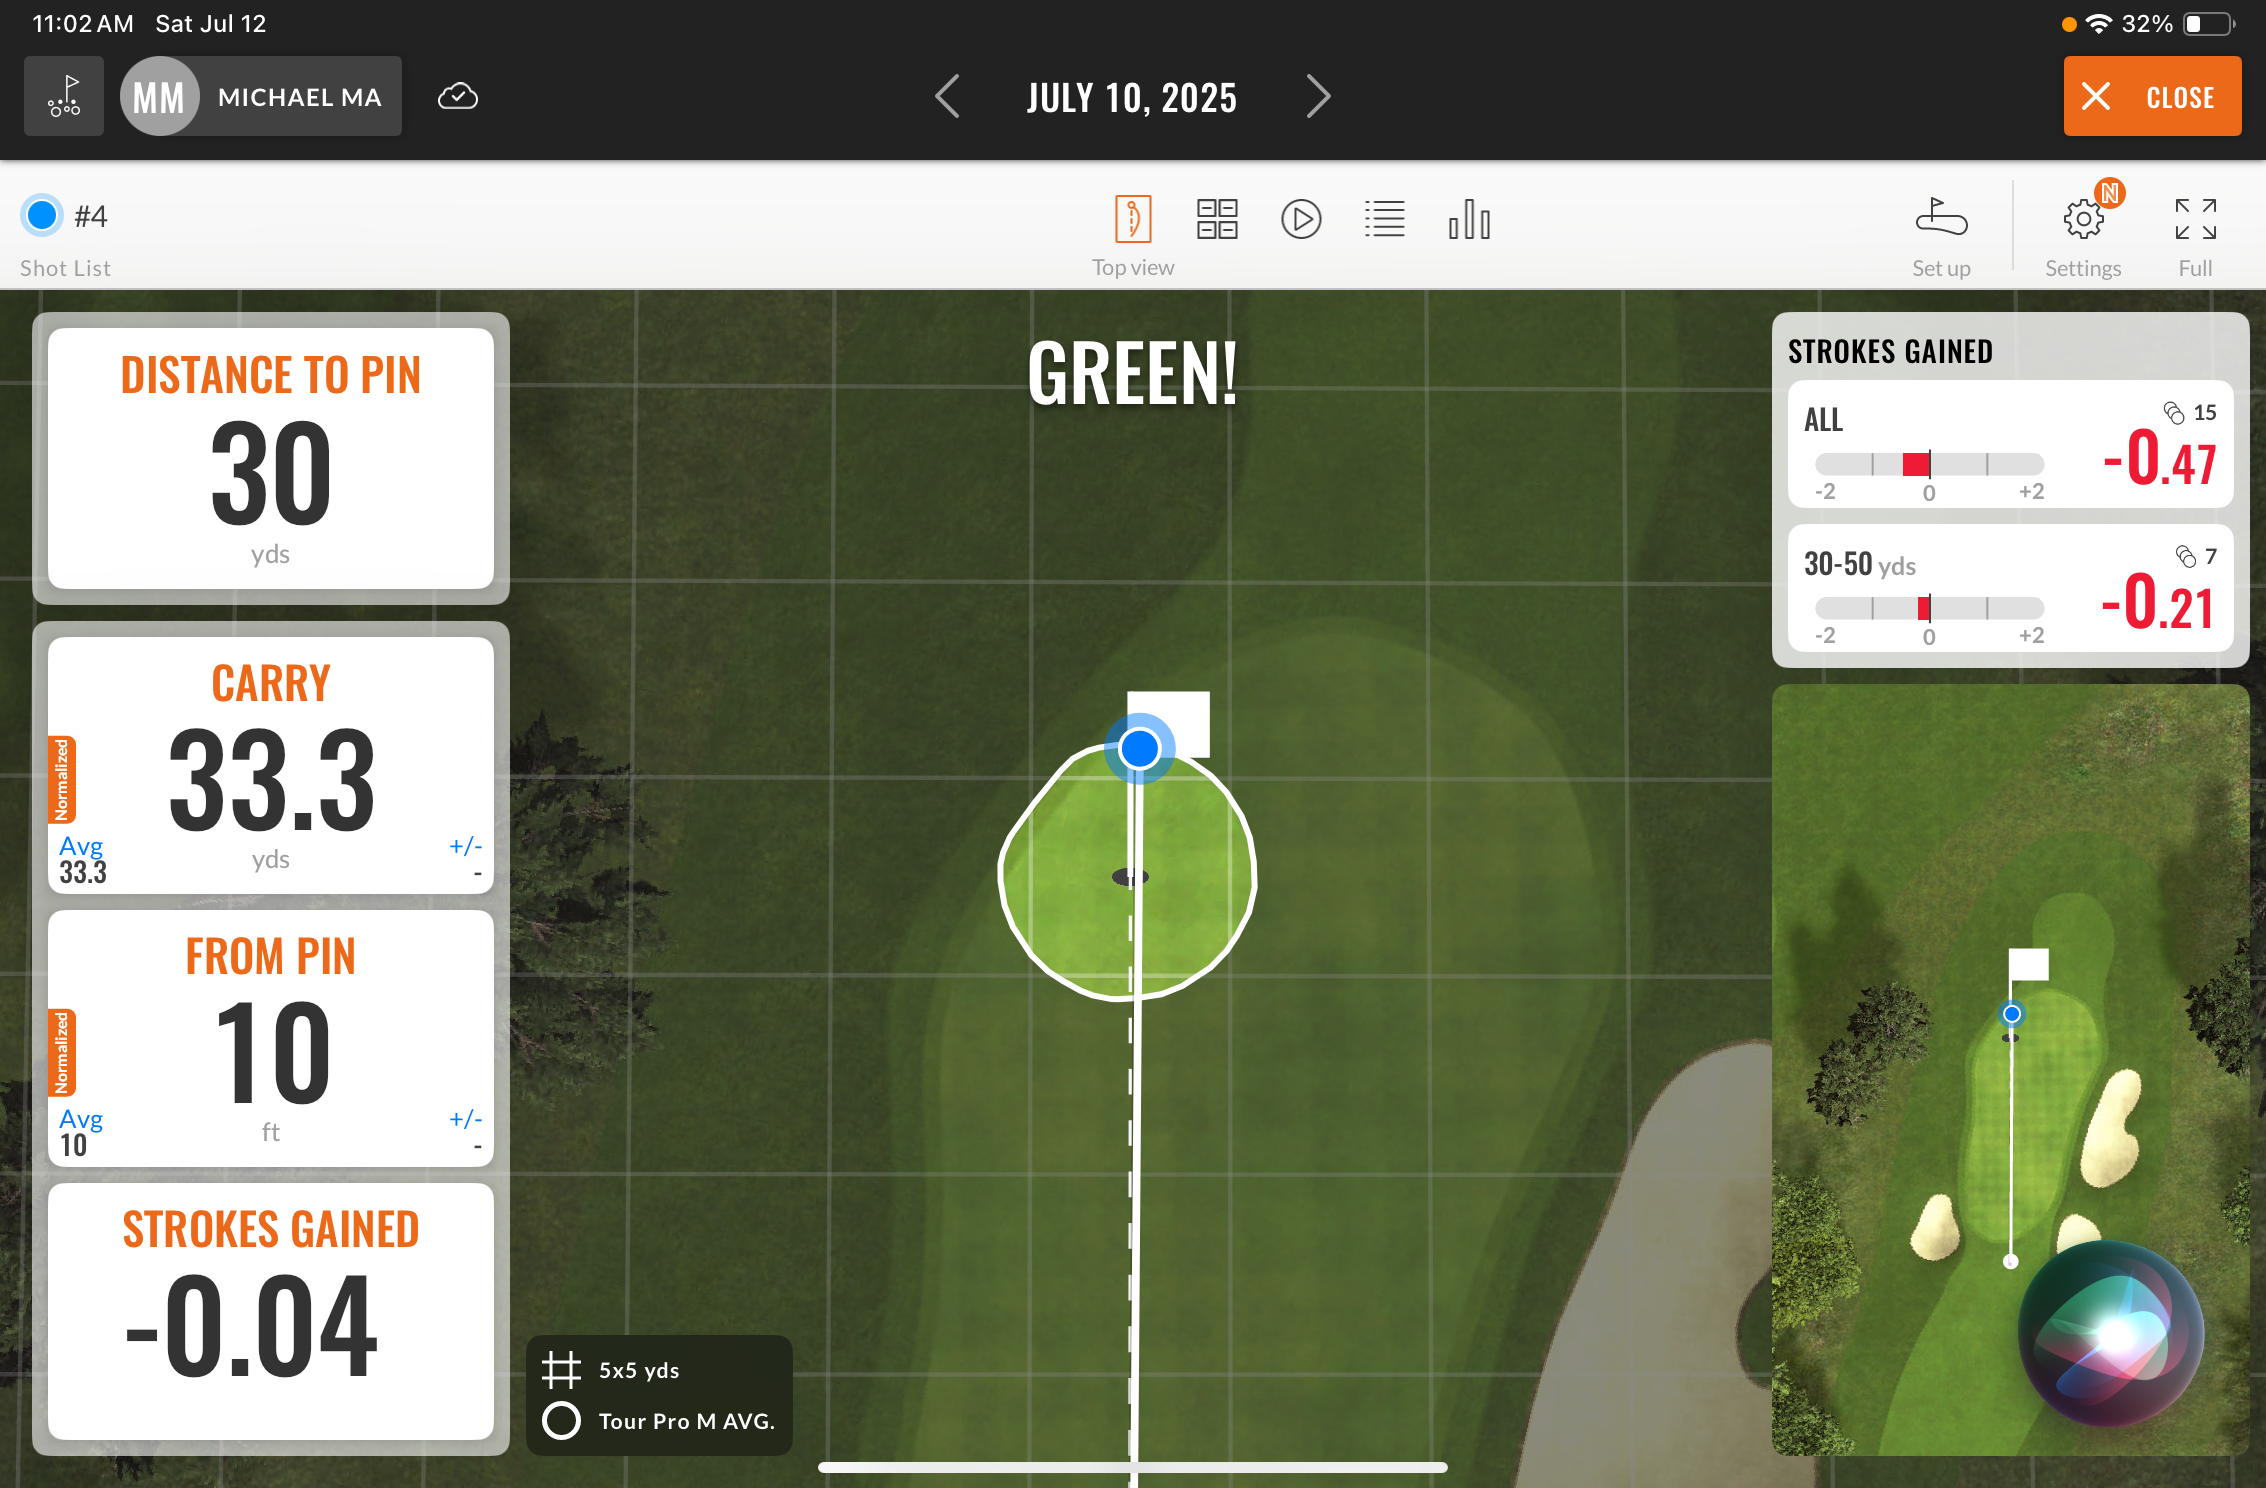 11:02 AM Sat Jul 12
32%
MM MICHAEL MA
JULY 10, 2025
CLOSE
#4
Shot List
Top view
Set up
N
Settings
Full
DISTANCE TO PIN
30
yds
CARRY
Normalized
33.3
yds
Avg
33.3
+/-
-
FROM PIN
Normalized
10
ft
Avg
10
+/-
-
STROKES GAINED
-0.04
GREEN!
5x5 yds
Tour Pro M AVG.
STROKES GAINED
ALL
15
-0.47
-2 0 +2
30-50 yds
7
-0.21
-2 0 +2